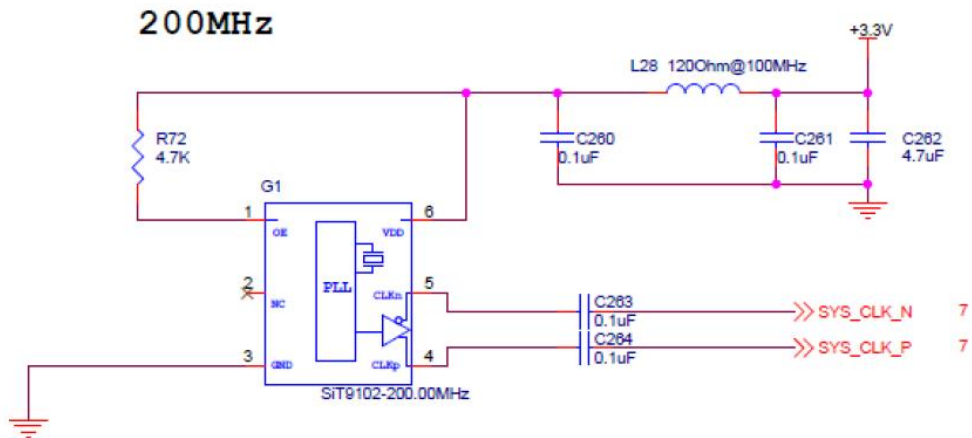 200MHz
+3.3V
L28 120Ohm@100MHz
R72
4.7K
C260
0.1uF
C261
0.1uF
C262
4.7uF
G1
1
OE
6
VDD
2
NC
PLL
CLKn
5
C263
0.1uF
SYS_CLK_N 7
3
GND
CLKp
4
C264
0.1uF
SYS_CLK_P 7
SiT9102-200.00MHz